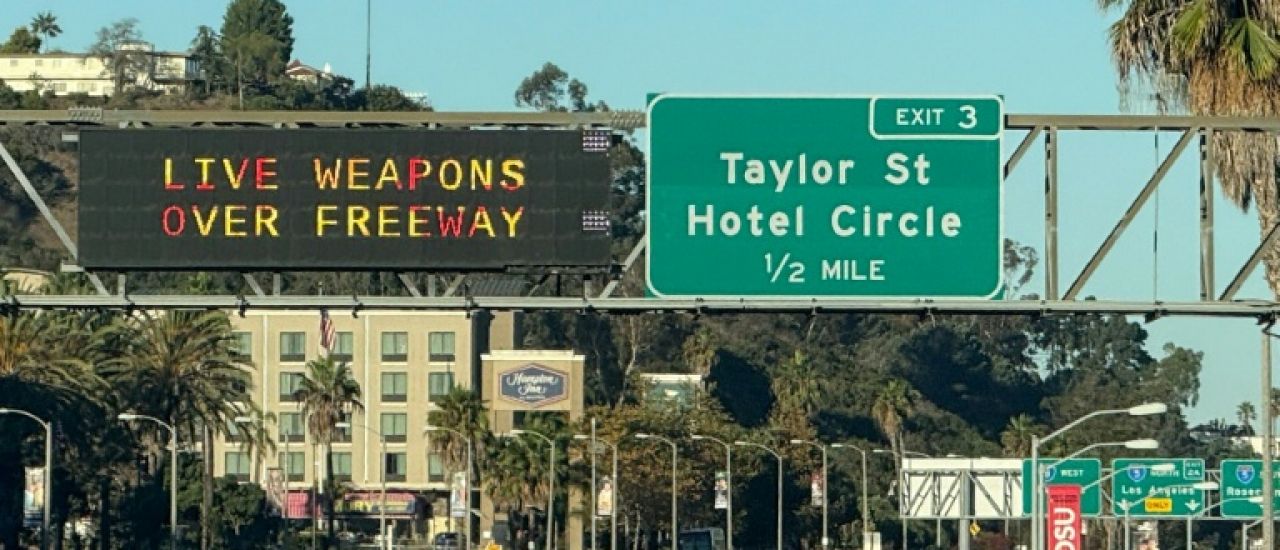 LIVE WEAPONS
OVER FREEWAY
EXIT 3
Taylor St
Hotel Circle
1/2 MILE
Hampton
Inn
WEST
NORTH
Los Angeles
ONLY